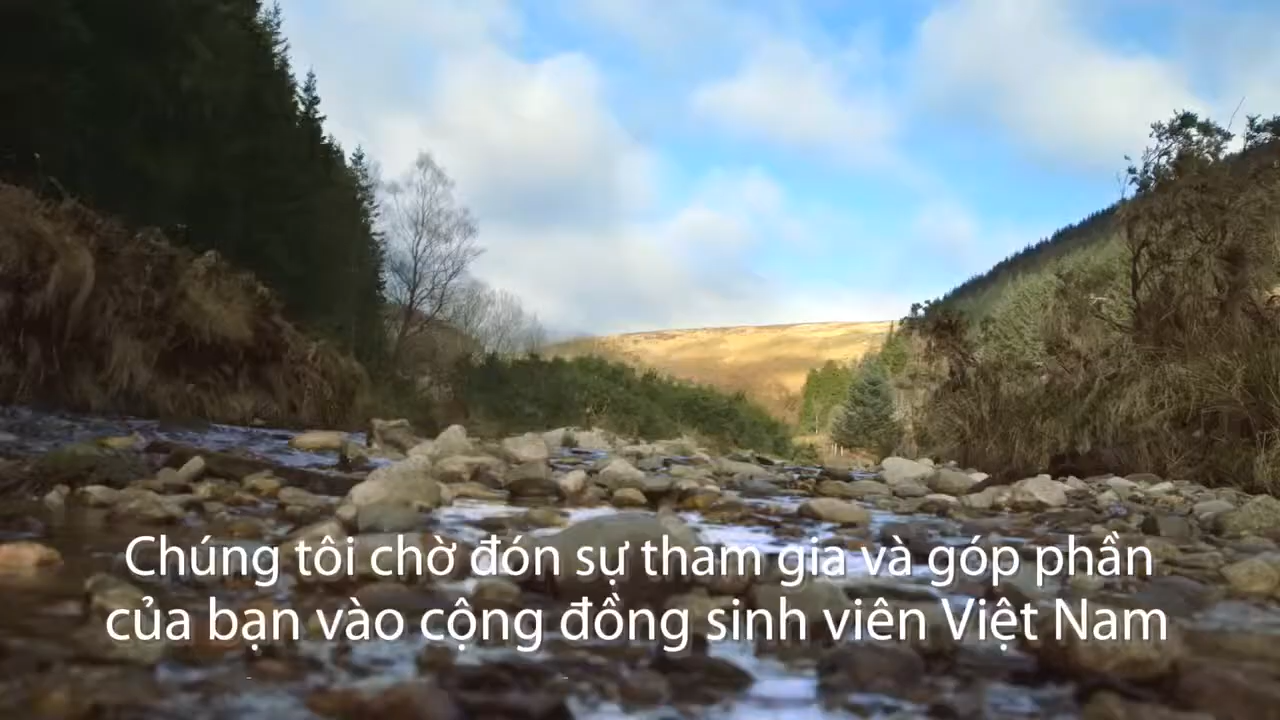 Chúng tôi chờ đón sự tham gia và góp phần
của bạn vào cộng đồng sinh viên Việt Nam